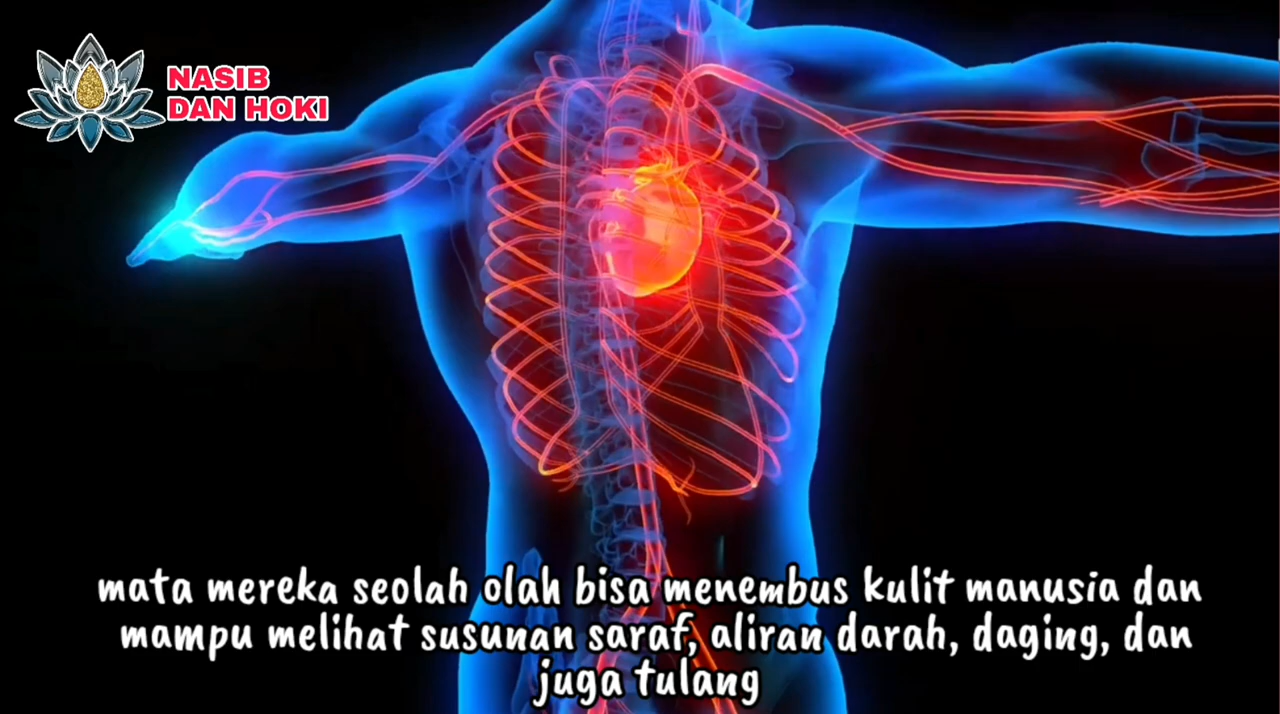 NASIB
DAN HOKI
mata mereka seolah olah bisa menembus kulit manusia dan
mampu melihat susunan saraf, aliran darah, daging, dan
juga tulang